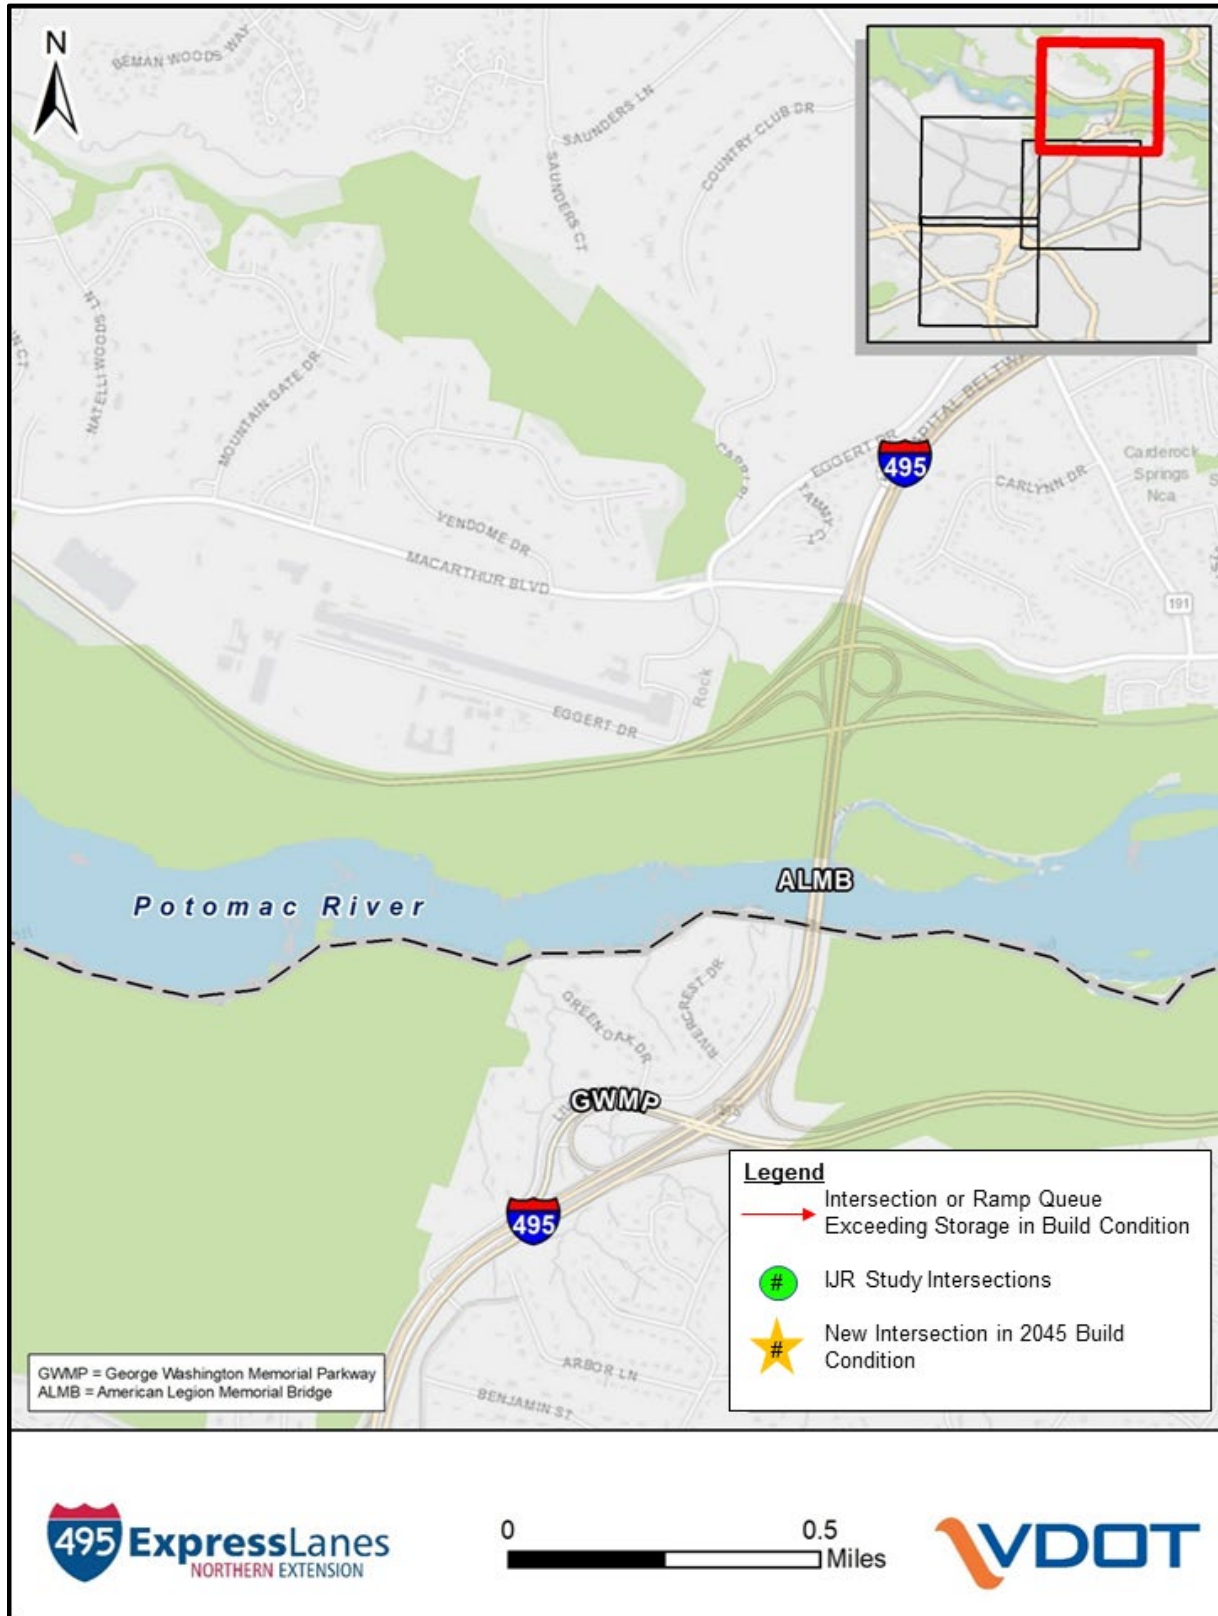 N
BEMAN WOODS WAY
SAUNDERS LN
COUNTRY CLUB DR
SAUNDERS CT
NATELLI WOODS LN
MOUNTAIN GATE DR
VENDOME DR
MACARTHUR BLVD
EGGERT DR
TAMMY CT
495
CARLYNN DR
Carderock
Springs
Nca
191
Rock
EGGERT DR
ALMB
Potomac River
GREEN OAK DR
RIVERCREST DR
GWMP
495
ARBOR LN
BENJAMIN ST
Legend
Intersection or Ramp Queue
Exceeding Storage in Build Condition
# IJR Study Intersections
# New Intersection in 2045 Build
Condition
GWMP = George Washington Memorial Parkway
ALMB = American Legion Memorial Bridge
495 ExpressLanes
NORTHERN EXTENSION
0 0.5
Miles
VDOT